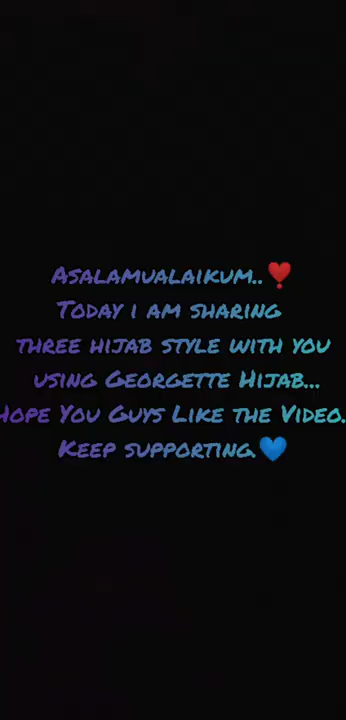 Asalamualaikum..❣️
Today i am sharing
three hijab style with you
using Georgette Hijab...
Hope You Guys Like the Video.
Keep supporting.💙